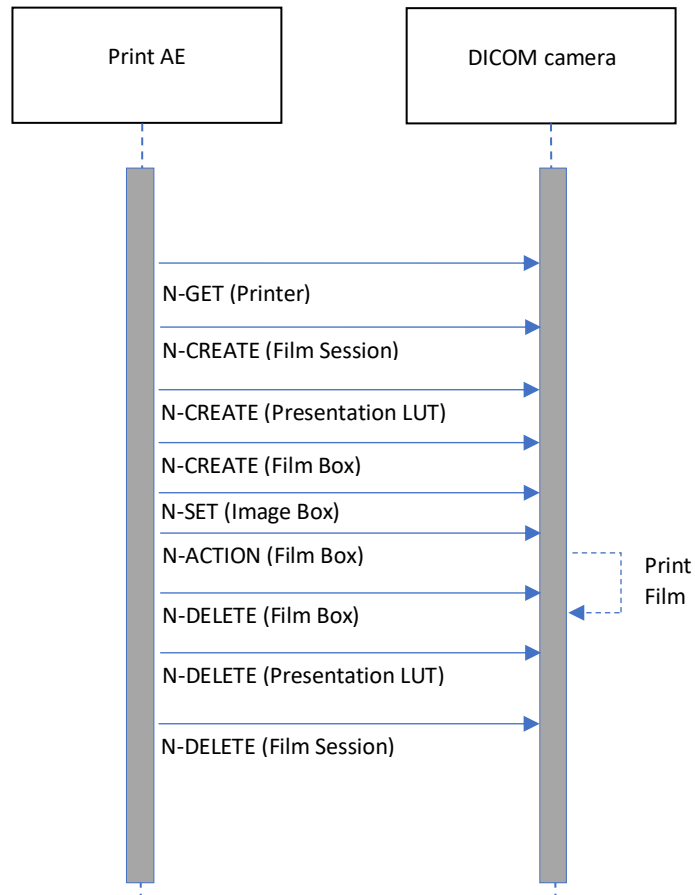 Print AE
DICOM camera
N-GET (Printer)
N-CREATE (Film Session)
N-CREATE (Presentation LUT)
N-CREATE (Film Box)
N-SET (Image Box)
N-ACTION (Film Box)
Print
Film
N-DELETE (Film Box)
N-DELETE (Presentation LUT)
N-DELETE (Film Session)